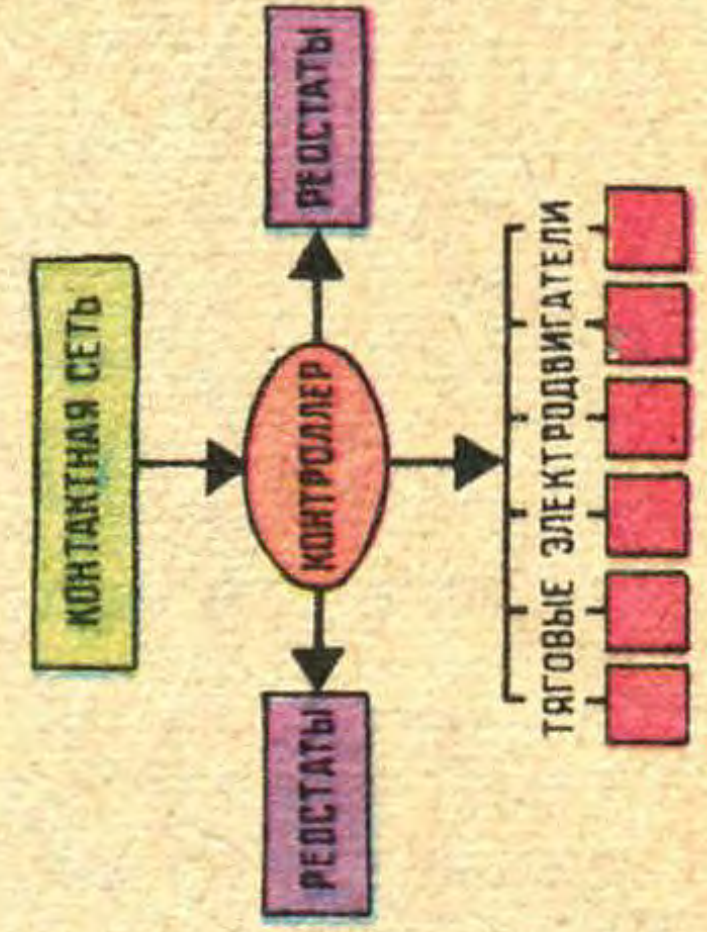 КОНТАКТНАЯ СЕТЬ
РЕОСТАТЫ
КОНТРОЛЛЕР
РЕОСТАТЫ
ТЯГОВЫЕ ЭЛЕКТРОДВИГАТЕЛИ